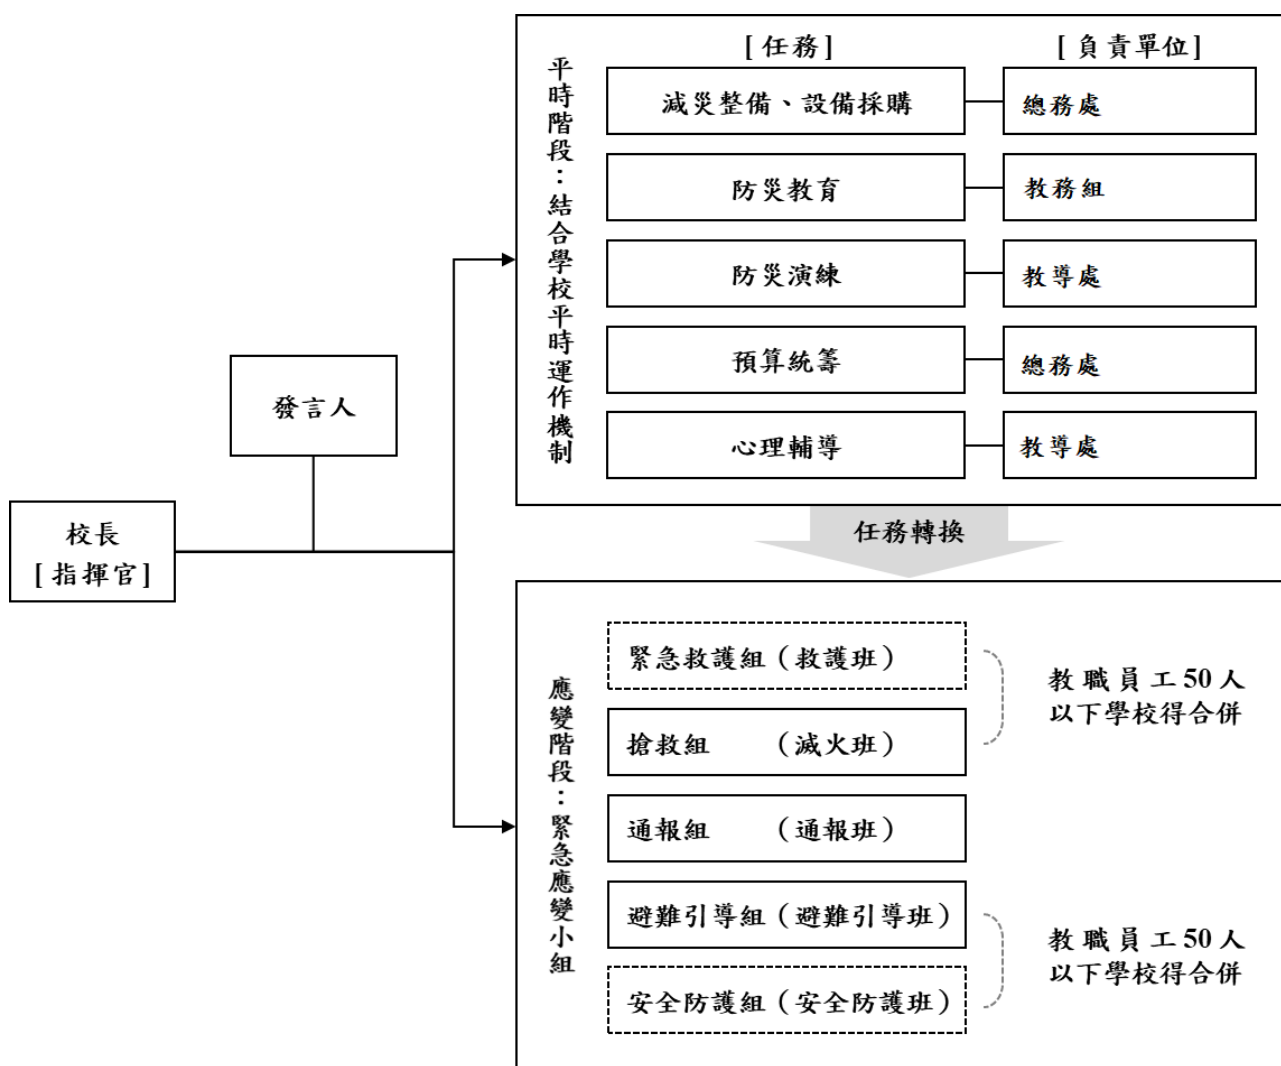 [任務]
[負責單位]
平時階段：結合學校平時運作機制
減災整備、設備採購
總務處
防災教育
教務組
防災演練
教導處
預算統籌
總務處
心理輔導
教導處
發言人
校長
[指揮官]
任務轉換
應變階段：緊急應變小組
緊急救護組（救護班）
搶救組　　（滅火班）
教職員工50人
以下學校得合併
通報組　　（通報班）
避難引導組（避難引導班）
安全防護組（安全防護班）
教職員工50人
以下學校得合併